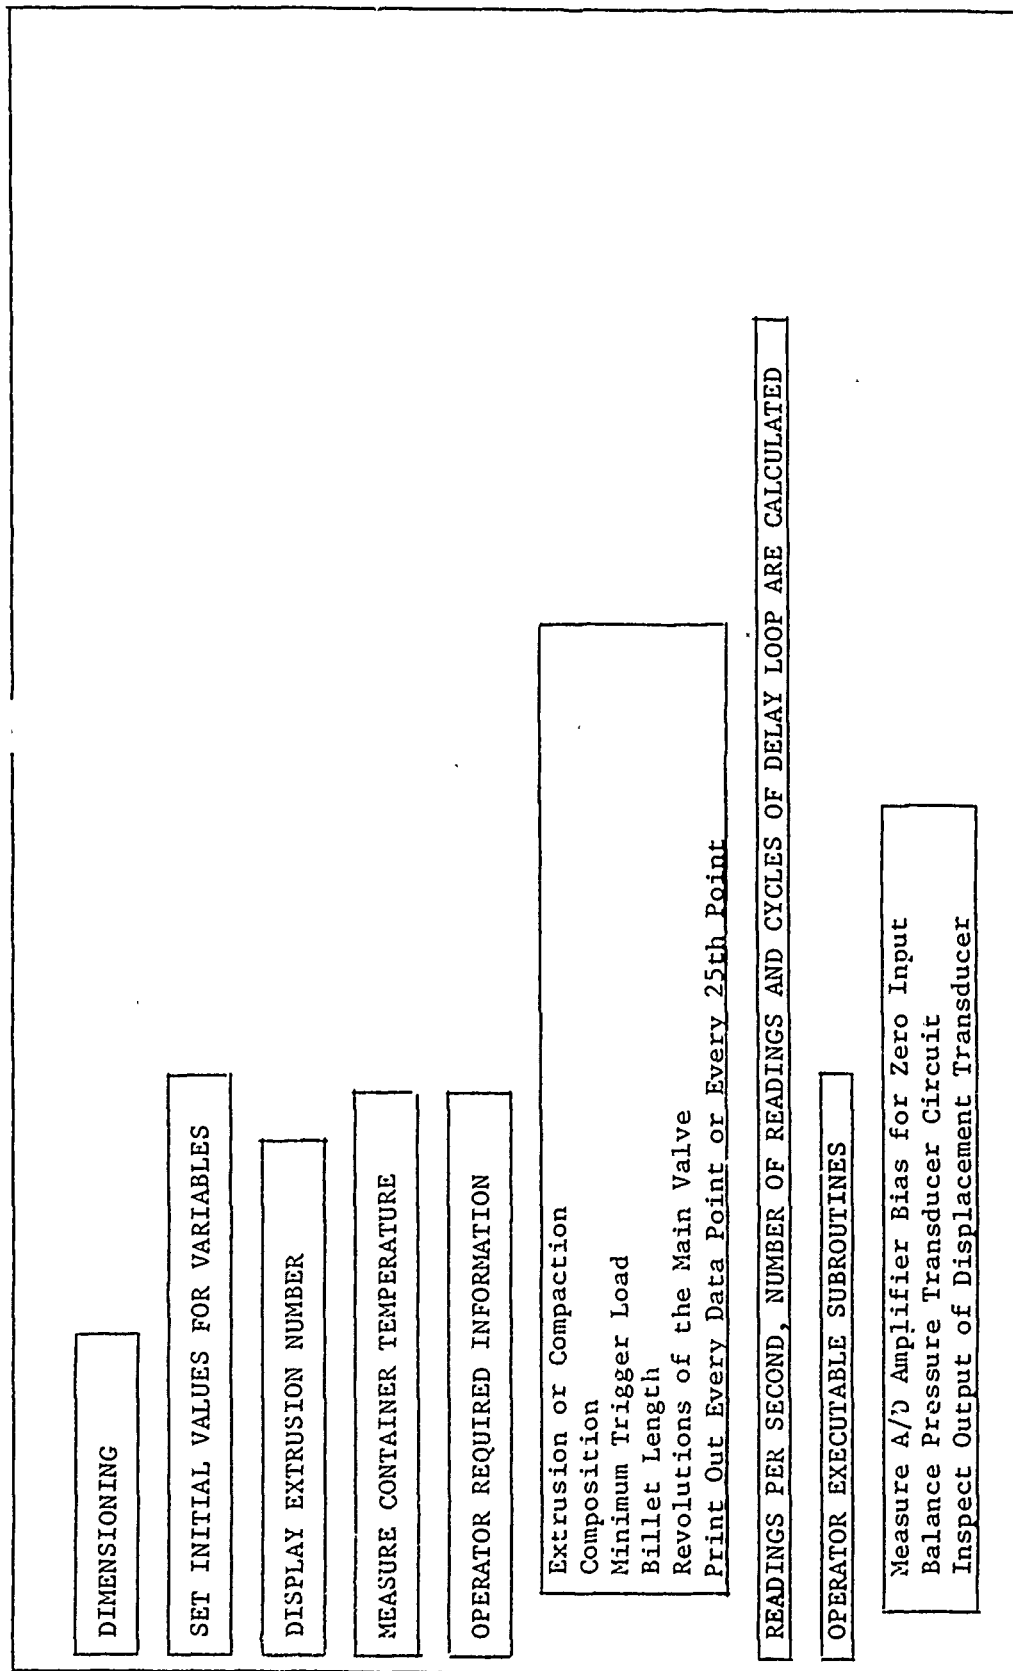 DIMENSIONING
SET INITIAL VALUES FOR VARIABLES
DISPLAY EXTRUSION NUMBER
MEASURE CONTAINER TEMPERATURE
OPERATOR REQUIRED INFORMATION
Extrusion or Compaction
Composition
Minimum Trigger Load
Billet Length
Revolutions of the Main Valve
Print Out Every Data Point or Every 25th Point
READINGS PER SECOND, NUMBER OF READINGS AND CYCLES OF DELAY LOOP ARE CALCULATED
OPERATOR EXECUTABLE SUBROUTINES
Measure A/D Amplifier Bias for Zero Input
Balance Pressure Transducer Circuit
Inspect Output of Displacement Transducer